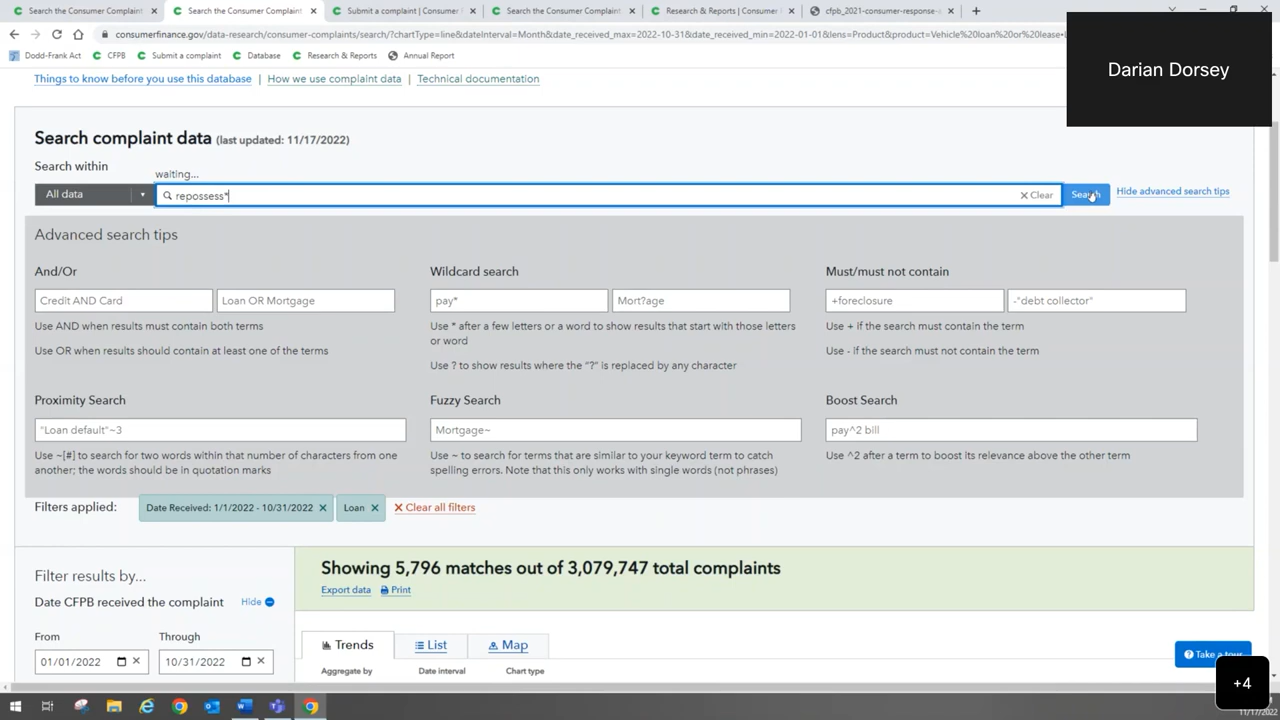 Search the Consumer Complaints
Search the Consumer Complaints
Submit a complaint | Consumer F
Search the Consumer Complaints
Research & Reports | Consumer F
cfpb_2021-consumer-response-a
consumerfinance.gov/data-research/consumer-complaints/search/?chartType=line&dateInterval=Month&date_received_max=2022-10-31&date_received_min=2022-01-01&lens=Product&product=Vehicle%20loan%20or%20lease
Dodd-Frank Act CFPB Submit a complaint Database Research & Reports Annual Report
Darian Dorsey
Things to know before you use this database | How we use complaint data | Technical documentation
Search complaint data (last updated: 11/17/2022)
Search within
waiting...
All data repossess* Clear Search Hide advanced search tips
Advanced search tips
And/Or Wildcard search Must/must not contain
Credit AND Card Loan OR Mortgage pay* Mort?age +foreclosure -"debt collector"
Use AND when results must contain both terms
Use OR when results should contain at least one of the terms
Use * after a few letters or a word to show results that start with those letters
or word
Use ? to show results where the "?" is replaced by any character
Use + if the search must contain the term
Use - if the search must not contain the term
Proximity Search Fuzzy Search Boost Search
"Loan default"~3 Mortgage~ pay^2 bill
Use ~[#] to search for two words within that number of characters from one
another; the words should be in quotation marks
Use ~ to search for terms that are similar to your keyword term to catch
spelling errors. Note that this only works with single words (not phrases)
Use ^2 after a term to boost its relevance above the other term
Filters applied: Date Received: 1/1/2022 - 10/31/2022 Loan Clear all filters
Filter results by...
Date CFPB received the complaint Hide
From Through
01/01/2022 10/31/2022
Showing 5,796 matches out of 3,079,747 total complaints
Export data Print
Trends List Map
Aggregate by Date interval Chart type
Take a tour
+4
11/17/2022